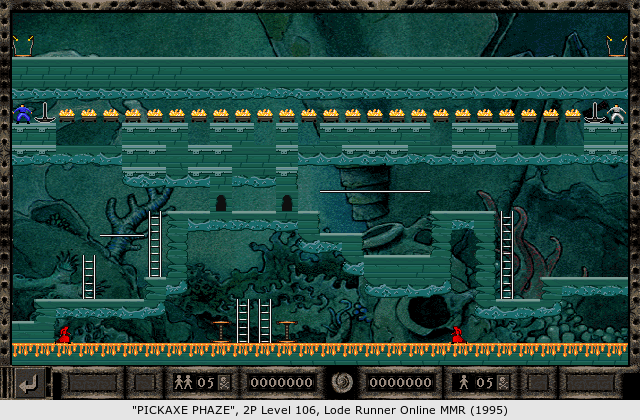 05 0000000 0000000 05
"PICKAXE PHAZE", 2P Level 106, Lode Runner Online MMR (1995)